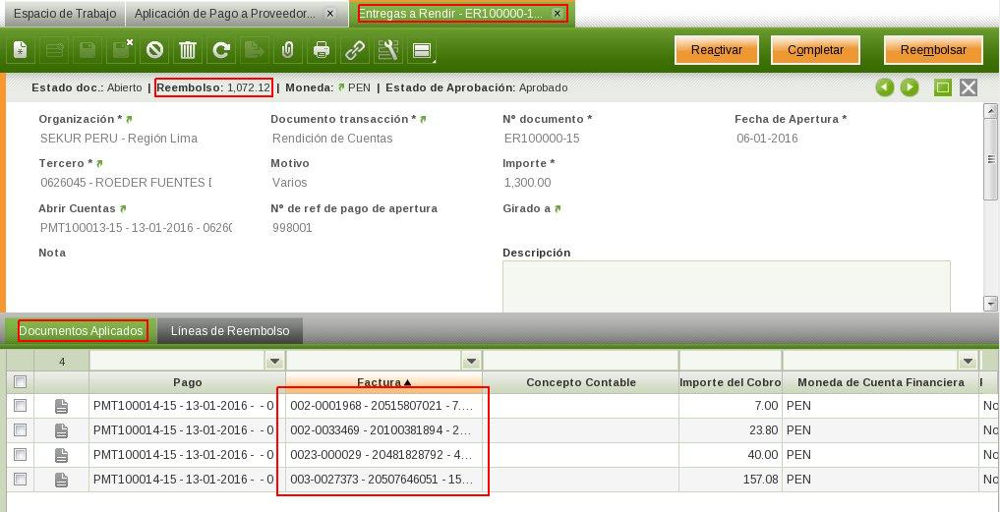 Espacio de Trabajo Aplicación de Pago a Proveedor... x Entregas a Rendir - ER100000-1... x
Reactivar Completar Reembolsar
Estado doc.: Abierto | Reembolso: 1,072.12 | Moneda: PEN | Estado de Aprobación: Aprobado
Organización * Documento transacción * Nº documento * Fecha de Apertura *
SEKUR PERU - Región Lima Rendición de Cuentas ER100000-15 06-01-2016
Tercero * Motivo Importe *
0626045 - ROEDER FUENTES Varios 1,300.00
Abrir Cuentas Nº de ref de pago de apertura Girado a
PMT100013-15 - 13-01-2016 - 0626 998001
Nota Descripción
Documentos Aplicados Líneas de Reembolso
4
Pago Factura Concepto Contable Importe del Cobro Moneda de Cuenta Financiera
PMT100014-15 - 13-01-2016 - - 0 002-0001968 - 20515807021 - 7.... 7.00 PEN No
PMT100014-15 - 13-01-2016 - - 0 002-0033469 - 20100381894 - 2... 23.80 PEN No
PMT100014-15 - 13-01-2016 - - 0 0023-000029 - 20481828792 - 4... 40.00 PEN No
PMT100014-15 - 13-01-2016 - - 0 003-0027373 - 20507646051 - 15... 157.08 PEN No